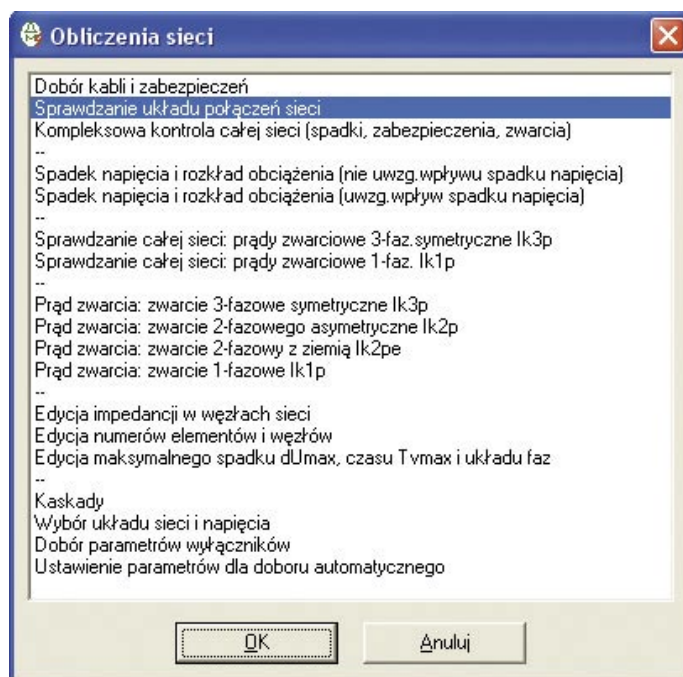 Obliczenia sieci
Dobór kabli i zabezpieczeń
Sprawdzanie układu połączeń sieci
Kompleksowa kontrola całej sieci (spadki, zabezpieczenia, zwarcia)
--
Spadek napięcia i rozkład obciążenia (nie uwzg.wpływu spadku napięcia)
Spadek napięcia i rozkład obciążenia (uwzg.wpływ spadku napięcia)
--
Sprawdzanie całej sieci: prądy zwarciowe 3-faz.symetryczne Ik3p
Sprawdzanie całej sieci: prądy zwarciowe 1-faz. Ik1p
--
Prąd zwarcia: zwarcie 3-fazowe symetryczne Ik3p
Prąd zwarcia: zwarcie 2-fazowego asymetryczne Ik2p
Prąd zwarcia: zwarcie 2-fazowy z ziemią Ik2pe
Prąd zwarcia: zwarcie 1-fazowe Ik1p
--
Edycja impedancji w węzłach sieci
Edycja numerów elementów i węzłów
Edycja maksymalnego spadku dUmax, czasu Tvmax i układu faz
--
Kaskady
Wybór układu sieci i napięcia
Dobór parametrów wyłączników
Ustawienie parametrów dla doboru automatycznego
OK Anuluj